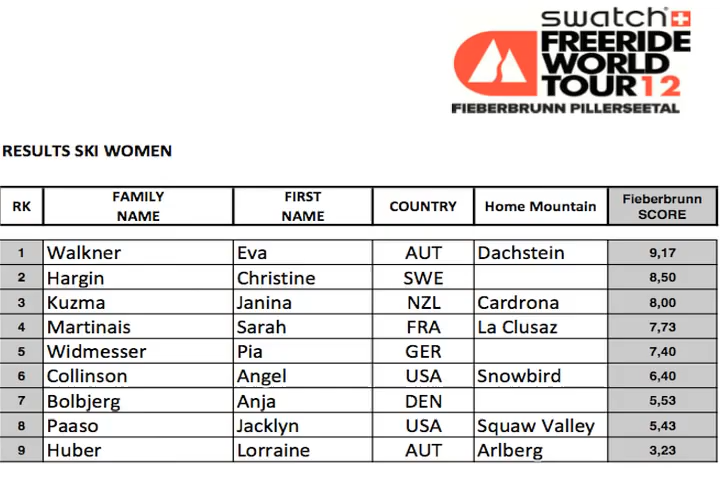 swatch
FREERIDE
WORLD
TOUR 12
FIEBERBRUNN PILLERSEETAL
RESULTS SKI WOMEN
RK FAMILY NAME FIRST NAME COUNTRY Home Mountain Fieberbrunn SCORE
1 Walkner Eva AUT Dachstein 9,17
2 Hargin Christine SWE 8,50
3 Kuzma Janina NZL Cardrona 8,00
4 Martinais Sarah FRA La Clusaz 7,73
5 Widmesser Pia GER 7,40
6 Collinson Angel USA Snowbird 6,40
7 Bolbjerg Anja DEN 5,53
8 Paaso Jacklyn USA Squaw Valley 5,43
9 Huber Lorraine AUT Arlberg 3,23